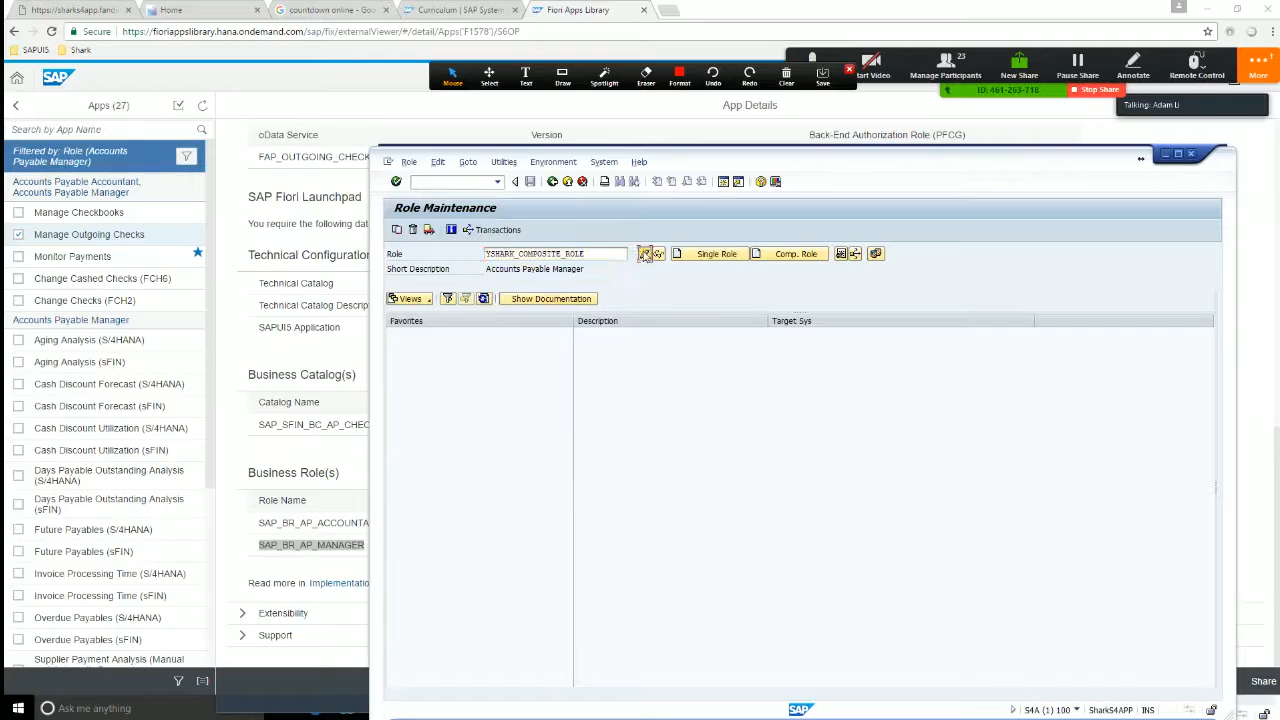 https://sharks4app.fande
Home
countdown online - Goo
Curriculum | SAP System
Fiori Apps Library
Secure
https://fioriappslibrary.hana.ondemand.com/sap/fix/externalViewer/#/detail/Apps('F1578')/S6OP
SAPUI5
Shark
SAP
Mouse
Select
Text
Draw
Spotlight
Eraser
Format
Undo
Redo
Clear
Save
Start Video
23
Manage Participants
New Share
Pause Share
Annotate
Remote Control
More
ID: 461-263-718
Stop Share
Talking: Adam Li
Apps (27)
App Details
Search by App Name
Filtered by: Role (Accounts
Payable Manager)
Accounts Payable Accountant,
Accounts Payable Manager
Manage Checkbooks
Manage Outgoing Checks
Monitor Payments
Change Cashed Checks (FCH6)
Change Checks (FCH2)
Accounts Payable Manager
Aging Analysis (S/4HANA)
Aging Analysis (sFIN)
Cash Discount Forecast (S/4HANA)
Cash Discount Forecast (sFIN)
Cash Discount Utilization (S/4HANA)
Cash Discount Utilization (sFIN)
Days Payable Outstanding Analysis
(S/4HANA)
Days Payable Outstanding Analysis
(sFIN)
Future Payables (S/4HANA)
Future Payables (sFIN)
Invoice Processing Time (S/4HANA)
Invoice Processing Time (sFIN)
Overdue Payables (S/4HANA)
Overdue Payables (sFIN)
Supplier Payment Analysis (Manual
oData Service
Version
Back-End Authorization Role (PFCG)
FAP_OUTGOING_CHECK
SAP Fiori Launchpad
You require the following data
Technical Configuration
Technical Catalog
Technical Catalog Descrip
SAPUI5 Application
Business Catalog(s)
Catalog Name
SAP_SFIN_BC_AP_CHEC
Business Role(s)
Role Name
SAP_BR_AP_ACCOUNTA
SAP_BR_AP_MANAGER
Read more in Implementatio
Extensibility
Support
Share
Role Edit Goto Utilities Environment System Help
Role Maintenance
Transactions
Role
YSHARK_COMPOSITE_ROLE
Single Role
Comp. Role
Short Description
Accounts Payable Manager
Views
Show Documentation
Favorites
Description
Target Sys
SAP
S4A (1) 100
SharkS4APP
INS
Ask me anything